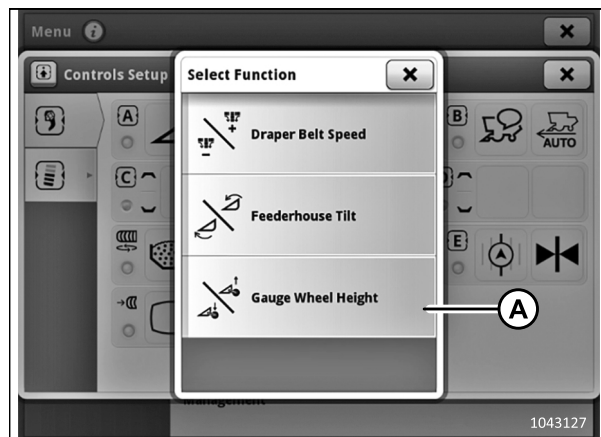 Menu i
Controls Setup
Select Function
A
B
AUTO
Draper Belt Speed
C
Feederhouse Tilt
E
Gauge Wheel Height
A
Management
1043127